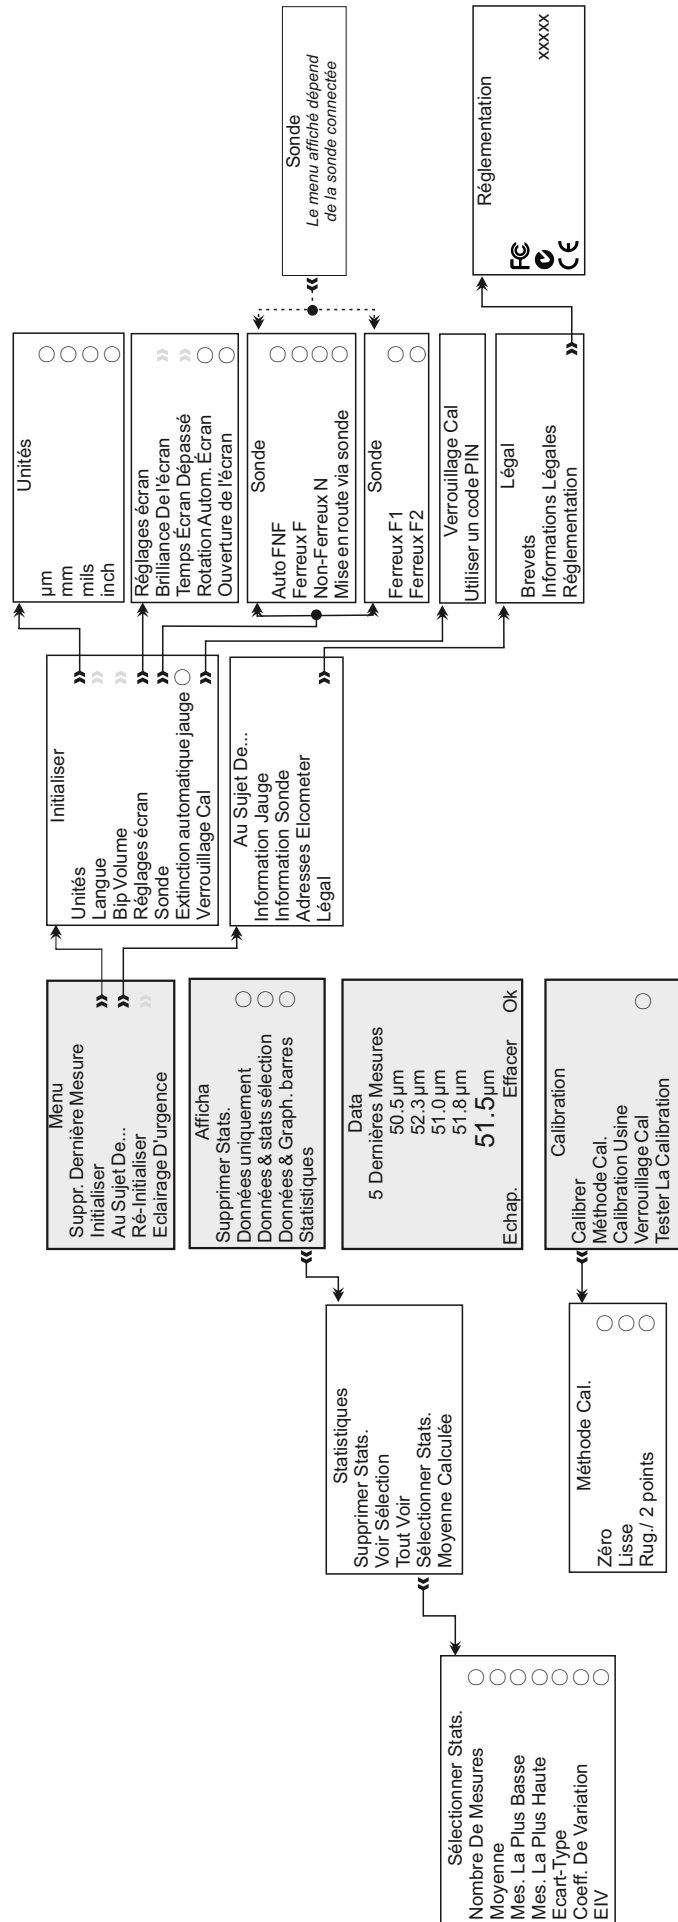 Menu
Suppr. Dernière Mesure
Initialiser
Au Sujet De...
Ré-Initialiser
Eclairage D'urgence
Initialiser
Unités
Langue
Bip Volume
Réglages écran
Sonde
Extinction automatique jauge
Verrouillage Cal
Unités
µm
mm
mils
inch
Réglages écran
Brilliance De l'écran
Temps Écran Dépassé
Rotation Autom. Écran
Ouverture de l'écran
Sonde
Auto FNF
Ferreux F
Non-Ferreux N
Mise en route via sonde
Sonde
Ferreux F1
Ferreux F2
Sonde
Le menu affiché dépend
de la sonde connectée
Verrouillage Cal
Utiliser un code PIN
Au Sujet De...
Information Jauge
Information Sonde
Adresses Elcometer
Légal
Légal
Brevets
Informations Légales
Réglementation
Réglementation
FC
CE
xxxxx
Afficha
Supprimer Stats.
Données uniquement
Données & stats sélection
Données & Graph. barres
Statistiques
Statistiques
Supprimer Stats.
Voir Sélection
Tout Voir
Sélectionner Stats.
Moyenne Calculée
Sélectionner Stats.
Nombre De Mesures
Moyenne
Mes. La Plus Basse
Mes. La Plus Haute
Ecart-Type
Coeff. De Variation
EIV
Data
5 Dernières Mesures
50.5 µm
52.3 µm
51.0 µm
51.8 µm
51.5µm
Echap. Effacer Ok
Calibration
Calibrer
Méthode Cal.
Calibration Usine
Verrouillage Cal
Tester La Calibration
Méthode Cal.
Zéro
Lisse
Rug./ 2 points